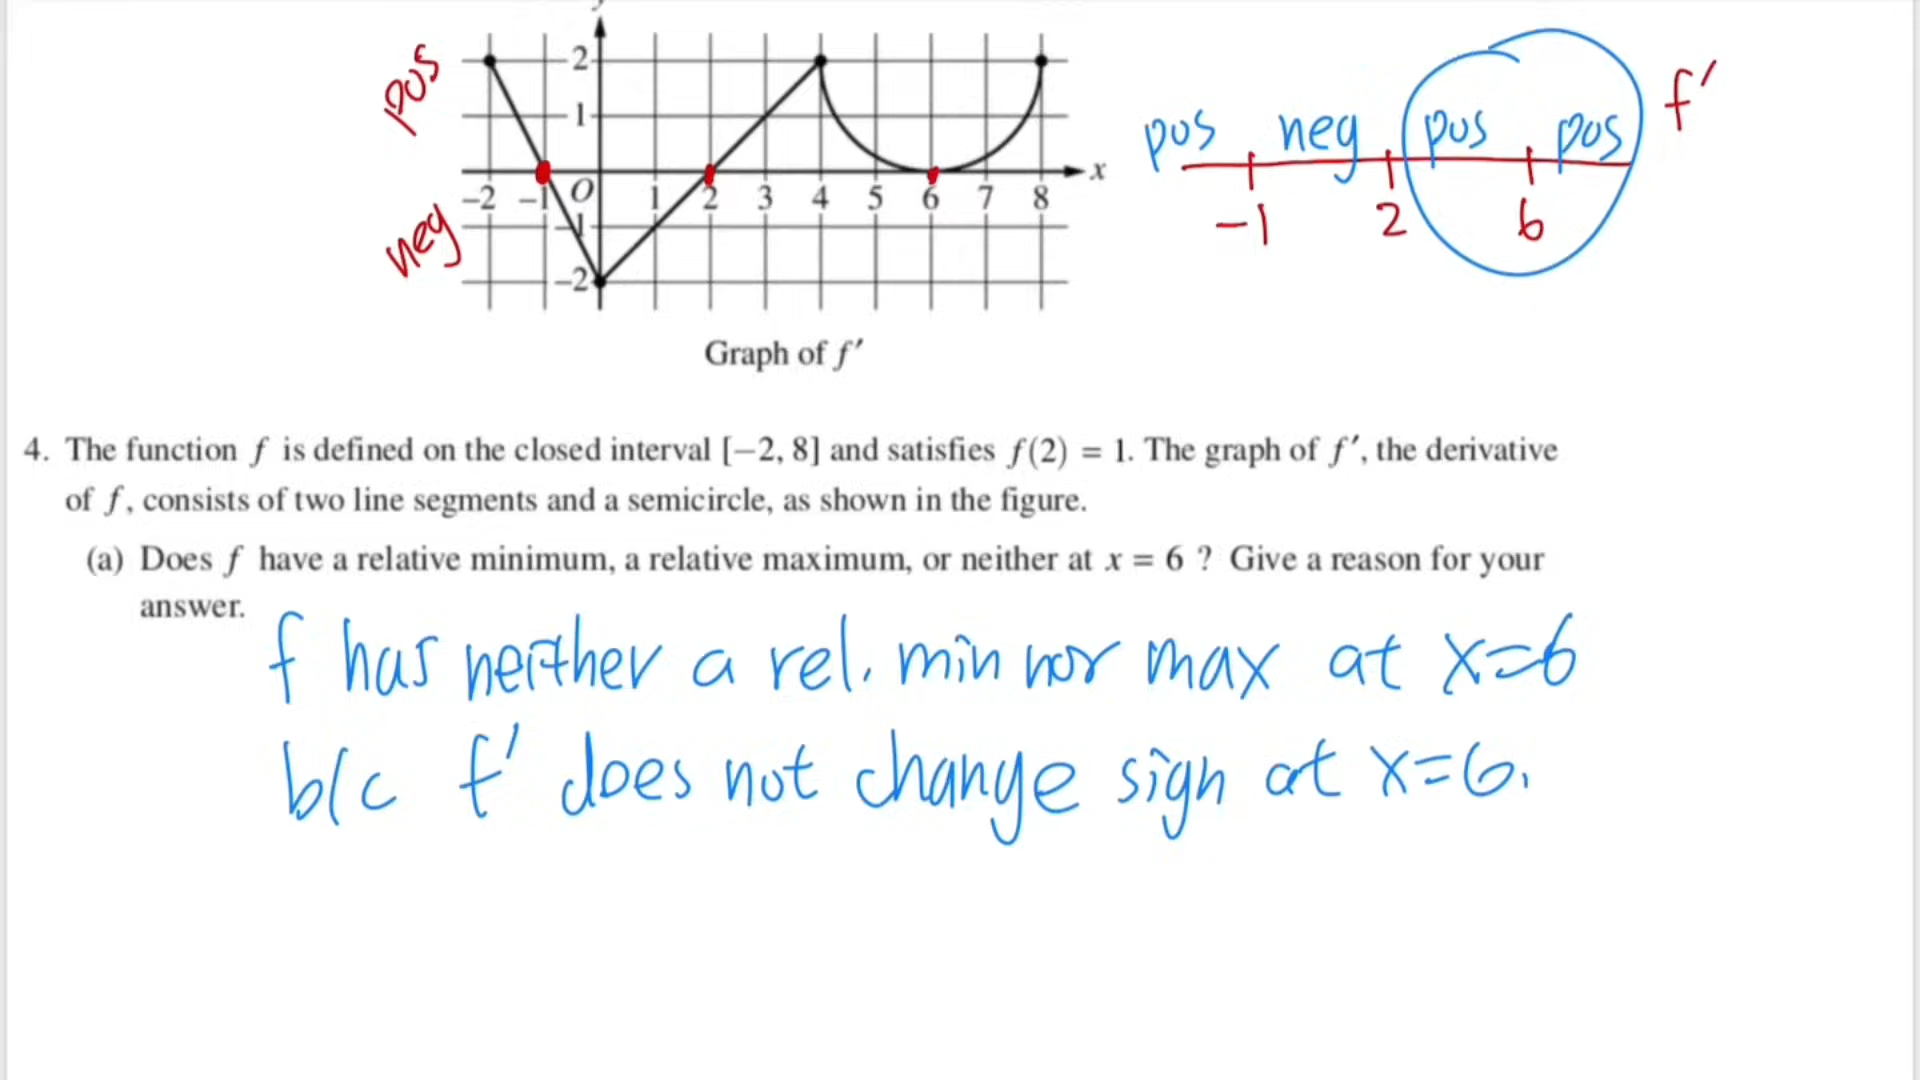 y
2
1
pos
pos neg pos pos f′
x
-2 -1 O 1 2 3 4 5 6 7 8
-1 2 6
neg
-1
-2
Graph of f′
4. The function f is defined on the closed interval [−2, 8] and satisfies f(2) = 1. The graph of f′, the derivative
of f, consists of two line segments and a semicircle, as shown in the figure.
(a) Does f have a relative minimum, a relative maximum, or neither at x = 6 ? Give a reason for your
answer.
f has neither a rel. min nor max at x=6
b/c f' does not change sign at x=6.